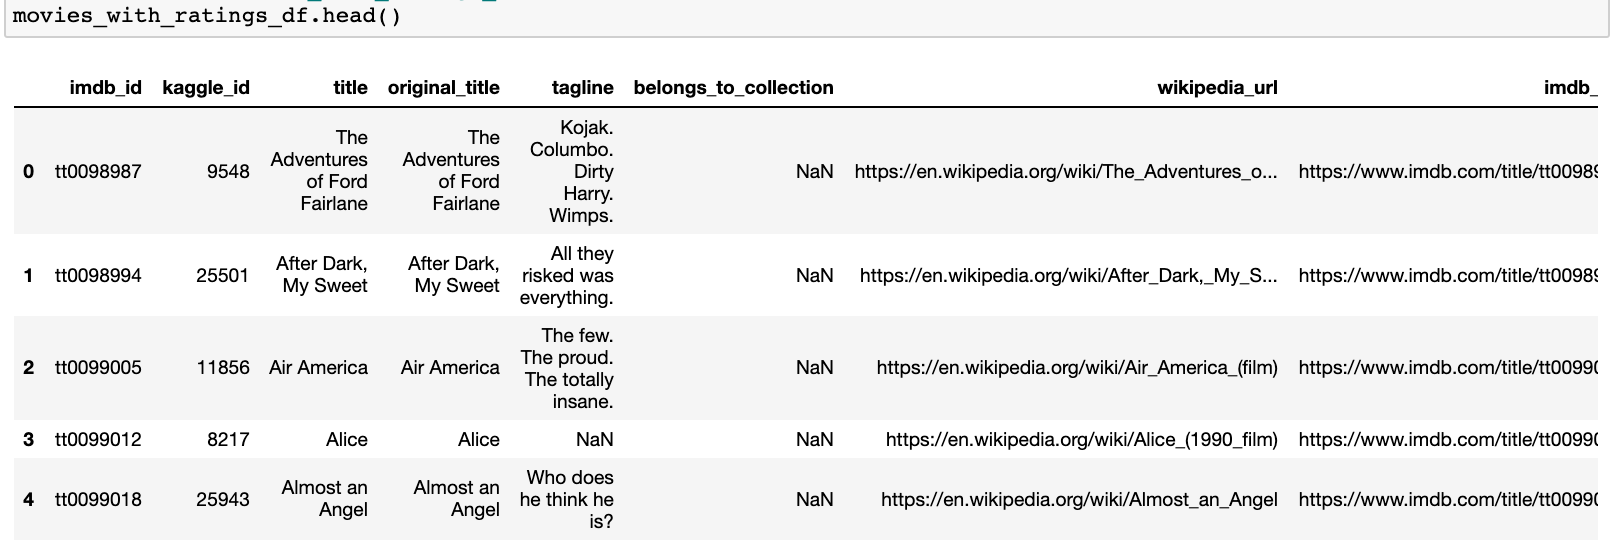 movies_with_ratings_df.head()
imdb_id kaggle_id title original_title tagline belongs_to_collection wikipedia_url imdb_
0 tt0098987 9548 The Adventures of Ford Fairlane The Adventures of Ford Fairlane Kojak. Columbo. Dirty Harry. Wimps. NaN https://en.wikipedia.org/wiki/The_Adventures_o... https://www.imdb.com/title/tt00989
1 tt0098994 25501 After Dark, My Sweet After Dark, My Sweet All they risked was everything. NaN https://en.wikipedia.org/wiki/After_Dark,_My_S... https://www.imdb.com/title/tt00989
2 tt0099005 11856 Air America Air America The few. The proud. The totally insane. NaN https://en.wikipedia.org/wiki/Air_America_(film) https://www.imdb.com/title/tt00990
3 tt0099012 8217 Alice Alice NaN NaN https://en.wikipedia.org/wiki/Alice_(1990_film) https://www.imdb.com/title/tt00990
4 tt0099018 25943 Almost an Angel Almost an Angel Who does he think he is? NaN https://en.wikipedia.org/wiki/Almost_an_Angel https://www.imdb.com/title/tt00990